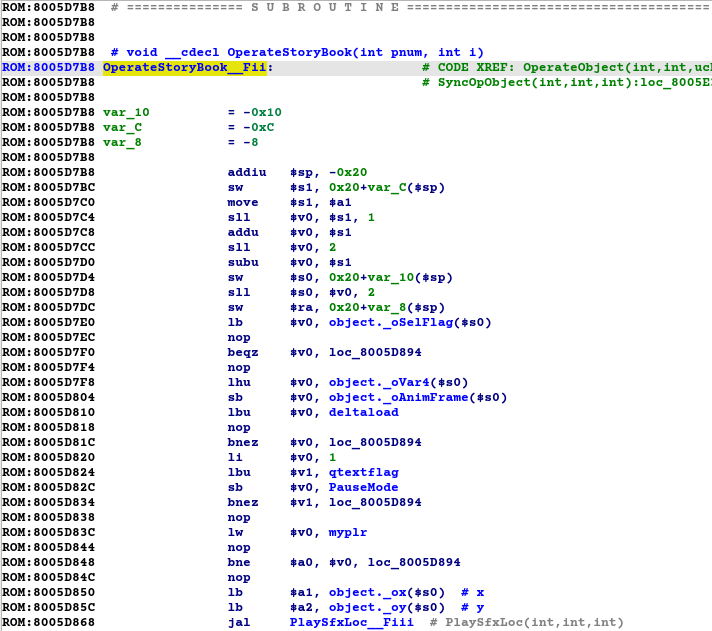 ROM:8005D7B8 # =============== S U B R O U T I N E =======================================
ROM:8005D7B8
ROM:8005D7B8
ROM:8005D7B8 # void __cdecl OperateStoryBook(int pnum, int i)
ROM:8005D7B8 OperateStoryBook__Fii: # CODE XREF: OperateObject(int,int,uc
ROM:8005D7B8 # SyncOpObject(int,int,int):loc_8005E
ROM:8005D7B8
ROM:8005D7B8 var_10 = -0x10
ROM:8005D7B8 var_C = -0xC
ROM:8005D7B8 var_8 = -8
ROM:8005D7B8
ROM:8005D7B8 addiu $sp, -0x20
ROM:8005D7BC sw $s1, 0x20+var_C($sp)
ROM:8005D7C0 move $s1, $a1
ROM:8005D7C4 sll $v0, $s1, 1
ROM:8005D7C8 addu $v0, $s1
ROM:8005D7CC sll $v0, 2
ROM:8005D7D0 subu $v0, $s1
ROM:8005D7D4 sw $s0, 0x20+var_10($sp)
ROM:8005D7D8 sll $s0, $v0, 2
ROM:8005D7DC sw $ra, 0x20+var_8($sp)
ROM:8005D7E0 lb $v0, object._oSelFlag($s0)
ROM:8005D7EC nop
ROM:8005D7F0 beqz $v0, loc_8005D894
ROM:8005D7F4 nop
ROM:8005D7F8 lhu $v0, object._oVar4($s0)
ROM:8005D804 sb $v0, object._oAnimFrame($s0)
ROM:8005D810 lbu $v0, deltaload
ROM:8005D818 nop
ROM:8005D81C bnez $v0, loc_8005D894
ROM:8005D820 li $v0, 1
ROM:8005D824 lbu $v1, qtextflag
ROM:8005D82C sb $v0, PauseMode
ROM:8005D834 bnez $v1, loc_8005D894
ROM:8005D838 nop
ROM:8005D83C lw $v0, myplr
ROM:8005D844 nop
ROM:8005D848 bne $a0, $v0, loc_8005D894
ROM:8005D84C nop
ROM:8005D850 lb $a1, object._ox($s0) # x
ROM:8005D85C lb $a2, object._oy($s0) # y
ROM:8005D868 jal PlaySfxLoc__Fiii # PlaySfxLoc(int,int,int)